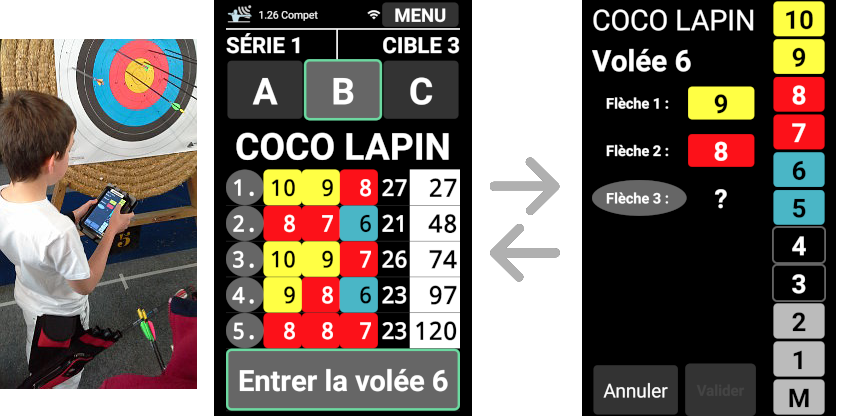 1.26 Compet MENU
SÉRIE 1 CIBLE 3
A B C
COCO LAPIN
1. 10 9 8 27 27
2. 8 7 6 21 48
3. 10 9 7 26 74
4. 9 8 6 23 97
5. 8 8 7 23 120
Entrer la volée 6
COCO LAPIN
Volée 6
Flèche 1 : 9
Flèche 2 : 8
Flèche 3 : ?
Annuler Valider
10
9
8
7
6
5
4
3
2
1
M
5